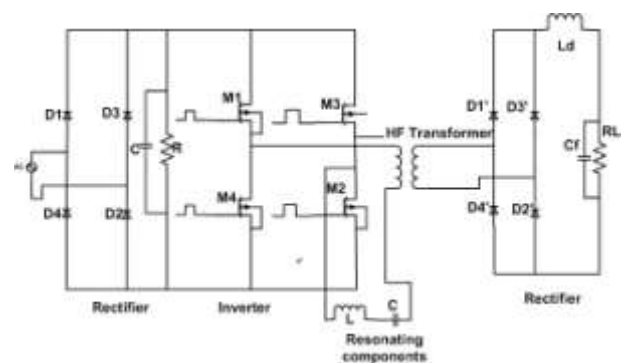 Ld
M1
M3
D1
D3
D1'
D3'
RL
HF Transformer
Cf
C
R
M4
M2
D4
D2
D4'
D2'
Rectifier
Inverter
L
C
Rectifier
Resonating
components